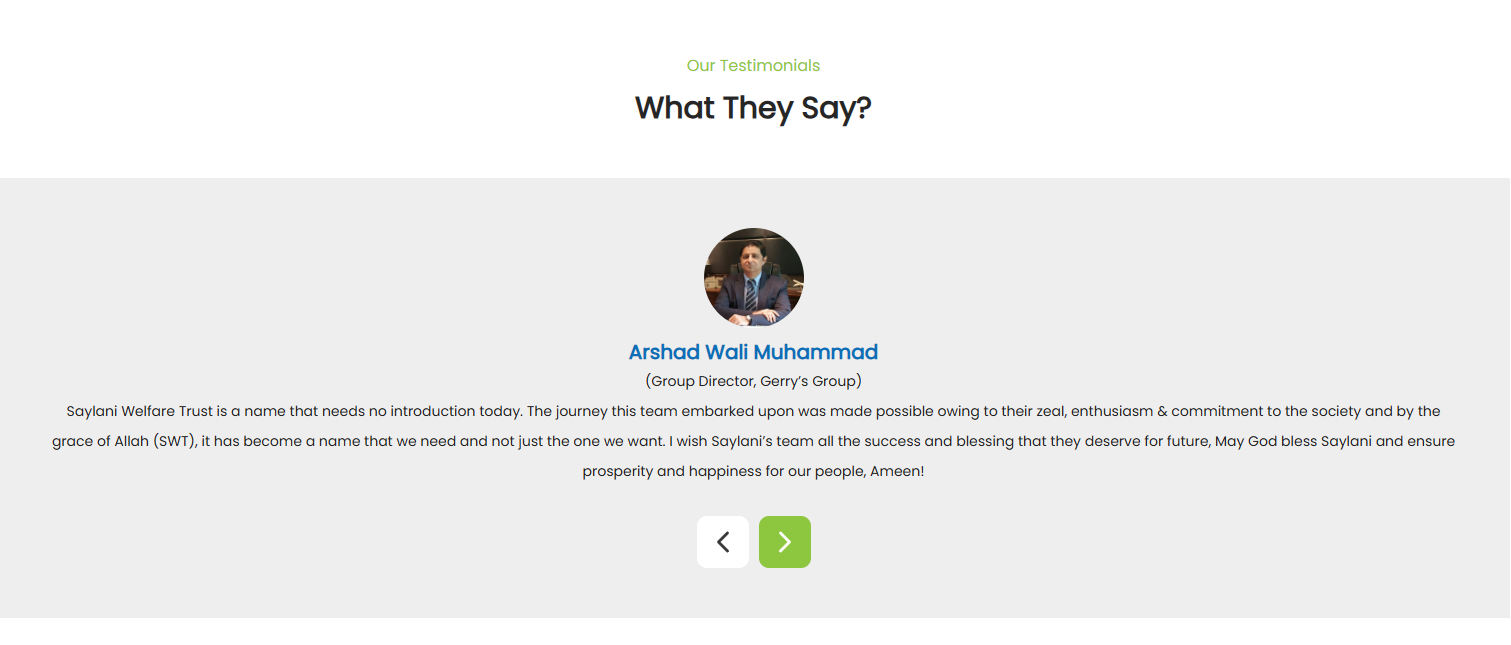 Our Testimonials
What They Say?
Arshad Wali Muhammad
(Group Director, Gerry’s Group)
Saylani Welfare Trust is a name that needs no introduction today. The journey this team embarked upon was made possible owing to their zeal, enthusiasm & commitment to the society and by the
grace of Allah (SWT), it has become a name that we need and not just the one we want. I wish Saylani’s team all the success and blessing that they deserve for future, May God bless Saylani and ensure
prosperity and happiness for our people, Ameen!